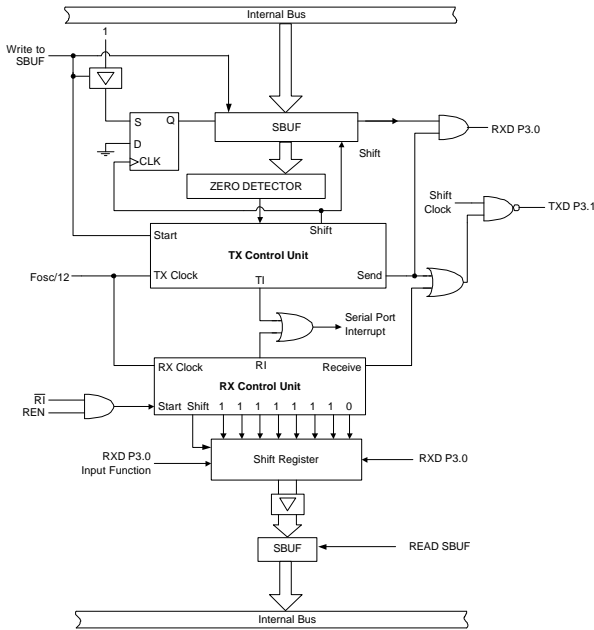 Internal Bus
1
Write to
SBUF
S Q
D
CLK
SBUF
RXD P3.0
Shift
ZERO DETECTOR
Shift
Clock
TXD P3.1
Start
Shift
TX Control Unit
Fosc/12
TX Clock
Send
TI
Serial Port
Interrupt
RX Clock
RI
Receive
RX Control Unit
RI
REN
Start Shift 1 1 1 1 1 1 1 0
RXD P3.0
Input Function
Shift Register
RXD P3.0
SBUF
READ SBUF
Internal Bus